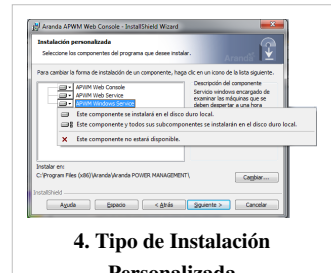 Aranda APWM Web Console - InstallShield Wizard
Instalación personalizada
Seleccione los componentes del programa que desee instalar.
Aranda
Para cambiar la forma de instalación de un componente, haga clic en un icono de la lista siguiente.
APWM Web Console
APWM Web Service
APWM Windows Service
Descripción del componente
Servicio windows encargado de
examinar las máquinas que se
deben despertar a una hora
Este componente se instalará en el disco duro local.
Este componente y todos sus subcomponentes se instalarán en el disco duro local.
Este componente no estará disponible.
Instalar en:
C:\Program Files (x86)\Aranda\Aranda POWER MANAGEMENT\
Cambiar...
InstallShield
Ayuda
Espacio
< Atrás
Siguiente >
Cancelar
4. Tipo de Instalación
Personalizada